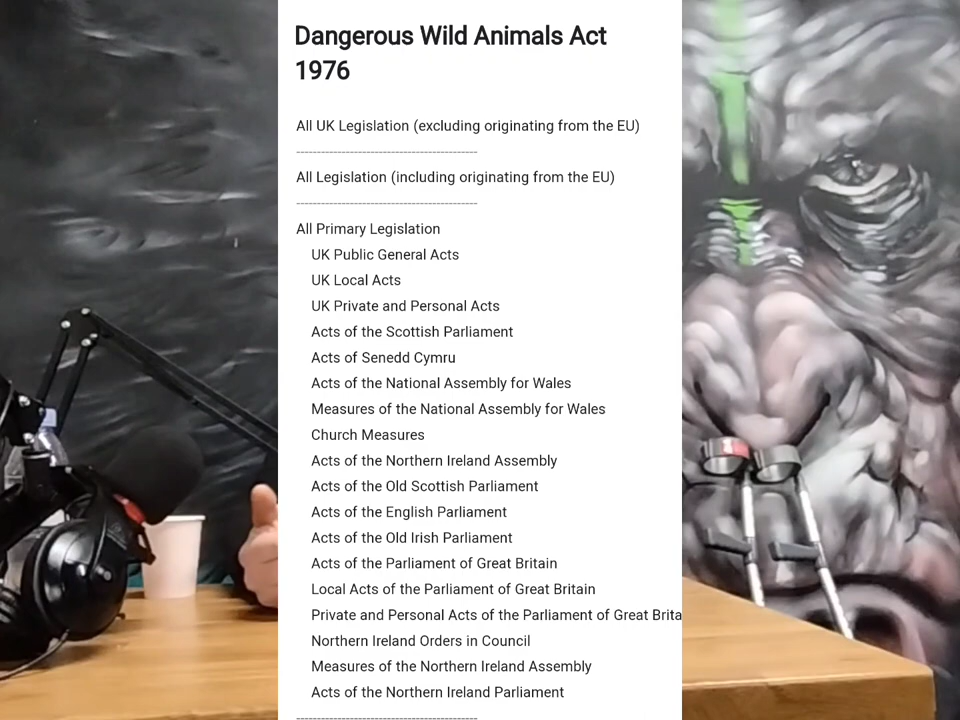 Dangerous Wild Animals Act
1976
All UK Legislation (excluding originating from the EU)
--------------------------------------------
All Legislation (including originating from the EU)
--------------------------------------------
All Primary Legislation
UK Public General Acts
UK Local Acts
UK Private and Personal Acts
Acts of the Scottish Parliament
Acts of Senedd Cymru
Acts of the National Assembly for Wales
Measures of the National Assembly for Wales
Church Measures
Acts of the Northern Ireland Assembly
Acts of the Old Scottish Parliament
Acts of the English Parliament
Acts of the Old Irish Parliament
Acts of the Parliament of Great Britain
Local Acts of the Parliament of Great Britain
Private and Personal Acts of the Parliament of Great Brita
Northern Ireland Orders in Council
Measures of the Northern Ireland Assembly
Acts of the Northern Ireland Parliament
--------------------------------------------